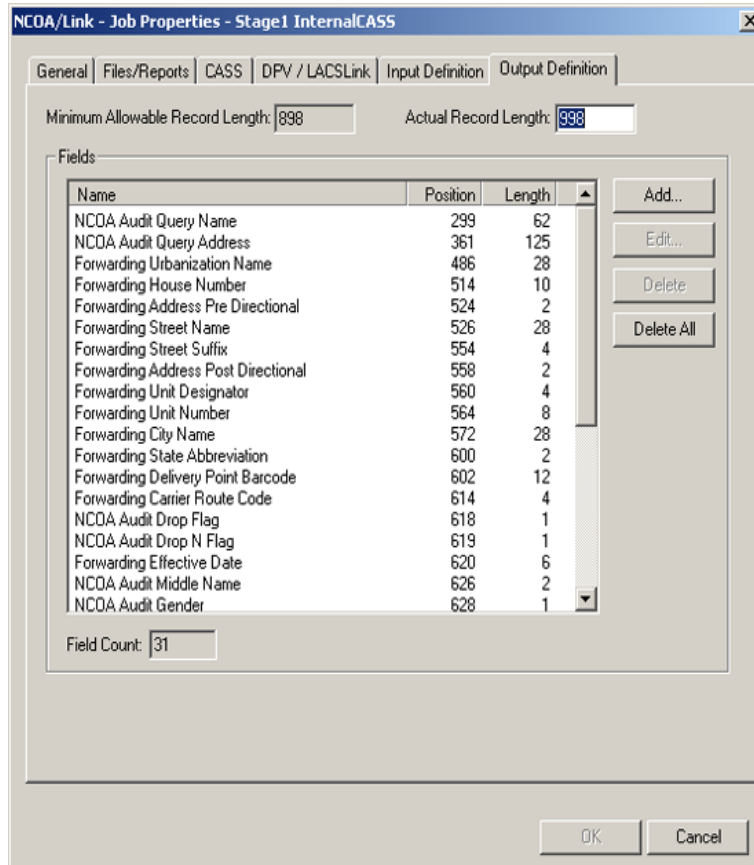 NCOA/Link - Job Properties - Stage1 InternalCASS
General Files/Reports CASS DPV / LACSLink Input Definition Output Definition
Minimum Allowable Record Length: 898 Actual Record Length: 998
Fields
Name Position Length
NCOA Audit Query Name 299 62
NCOA Audit Query Address 361 125
Forwarding Urbanization Name 486 28
Forwarding House Number 514 10
Forwarding Address Pre Directional 524 2
Forwarding Street Name 526 28
Forwarding Street Suffix 554 4
Forwarding Address Post Directional 558 2
Forwarding Unit Designator 560 4
Forwarding Unit Number 564 8
Forwarding City Name 572 28
Forwarding State Abbreviation 600 2
Forwarding Delivery Point Barcode 602 12
Forwarding Carrier Route Code 614 4
NCOA Audit Drop Flag 618 1
NCOA Audit Drop N Flag 619 1
Forwarding Effective Date 620 6
NCOA Audit Middle Name 626 2
NCOA Audit Gender 628 1
Add...
Edit...
Delete
Delete All
Field Count: 31
OK Cancel